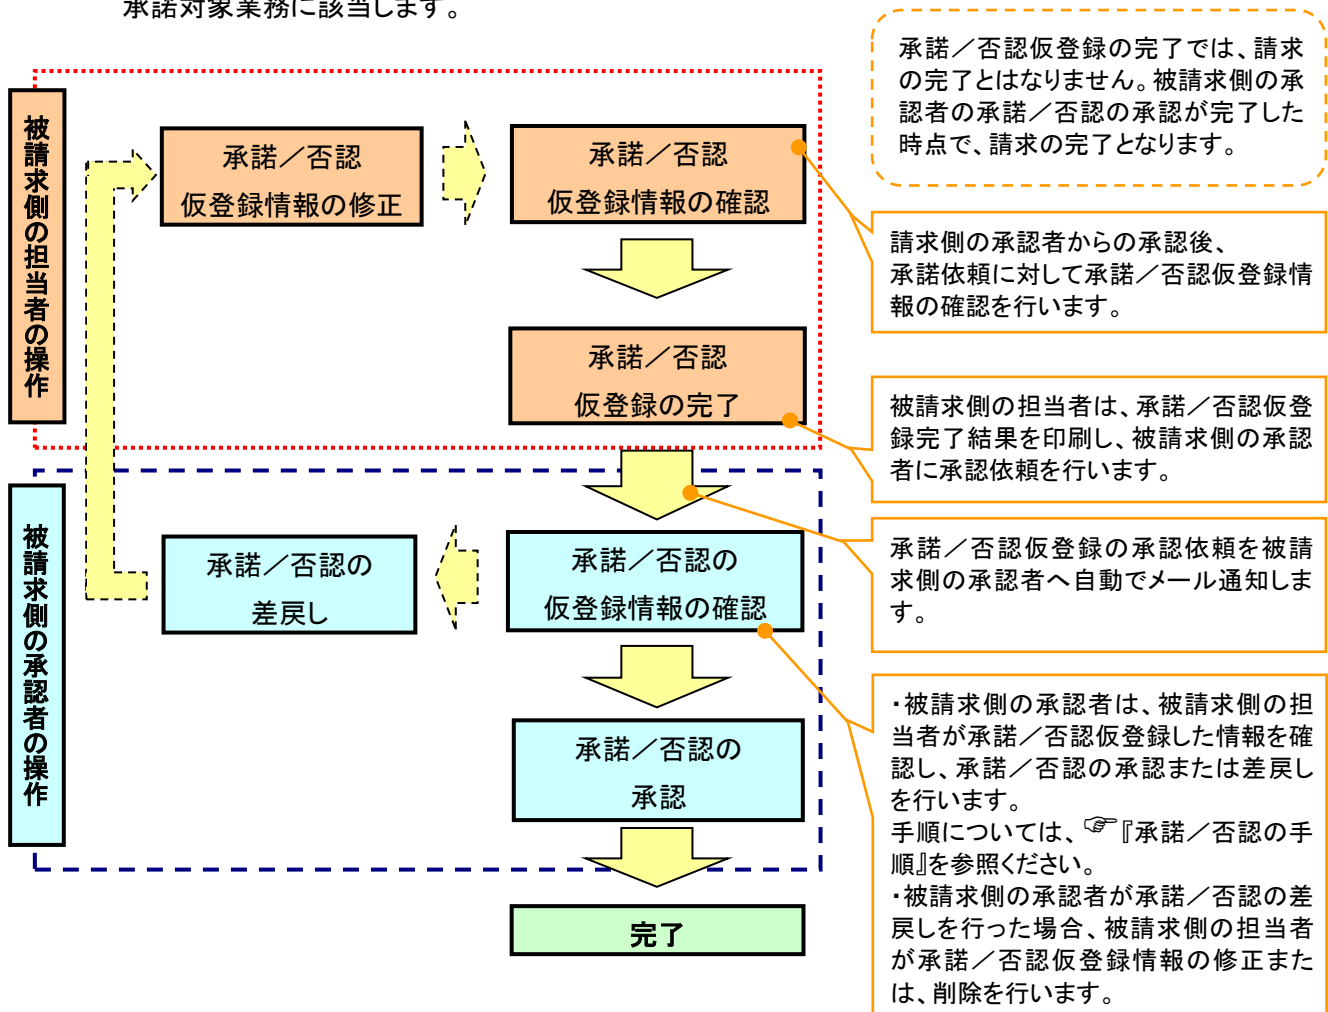 承諾対象業務に該当します。
承諾／否認仮登録の完了では、請求
の完了とはなりません。被請求側の承
認者の承諾／否認の承認が完了した
時点で、請求の完了となります。
被請求側の担当者の操作
承諾／否認
仮登録情報の修正
承諾／否認
仮登録情報の確認
請求側の承認者からの承認後、
承諾依頼に対して承諾／否認仮登録情
報の確認を行います。
承諾／否認
仮登録の完了
被請求側の担当者は、承諾／否認仮登
録完了結果を印刷し、被請求側の承認
者に承認依頼を行います。
被請求側の承認者の操作
承諾／否認の
差戻し
承諾／否認の
仮登録情報の確認
承諾／否認仮登録の承認依頼を被請
求側の承認者へ自動でメール通知しま
す。
承諾／否認の
承認
・被請求側の承認者は、被請求側の担
当者が承諾／否認仮登録した情報を確
認し、承諾／否認の承認または差戻し
を行います。
手順については、☞『承諾／否認の手
順』を参照ください。
・被請求側の承認者が承諾／否認の差
戻しを行った場合、被請求側の担当者
が承諾／否認仮登録情報の修正また
は、削除を行います。
完了